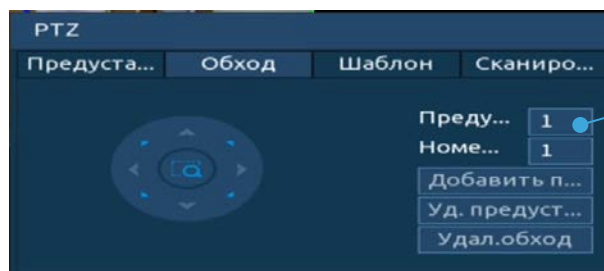 PTZ
Предуста... Обход Шаблон Сканиро...
Преду... 1
Номе... 1
Добавить п...
Уд. предуст...
Удал.обход